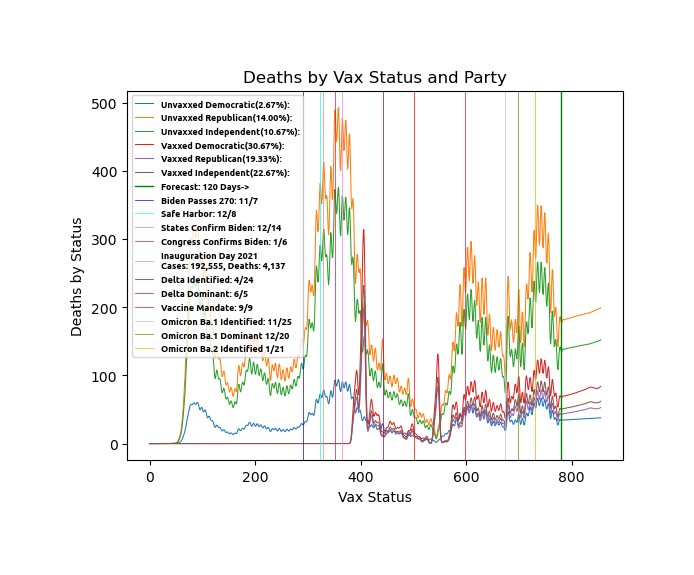 Deaths by Vax Status and Party
Deaths by Status
500
400
300
200
100
0
Unvaxxed Democratic(2.67%):
Unvaxxed Republican(14.00%):
Unvaxxed Independent(10.67%):
Vaxxed Democratic(30.67%):
Vaxxed Republican(19.33%):
Vaxxed Independent(22.67%):
Forecast: 120 Days->
Biden Passes 270: 11/7
Safe Harbor: 12/8
States Confirm Biden: 12/14
Congress Confirms Biden: 1/6
Inauguration Day 2021
Cases: 192,555, Deaths: 4,137
Delta Identified: 4/24
Delta Dominant: 6/5
Vaccine Mandate: 9/9
Omicron Ba.1 Identified: 11/25
Omicron Ba.1 Dominant 12/20
Omicron Ba.2 Identified 1/21
0 200 400 600 800
Vax Status